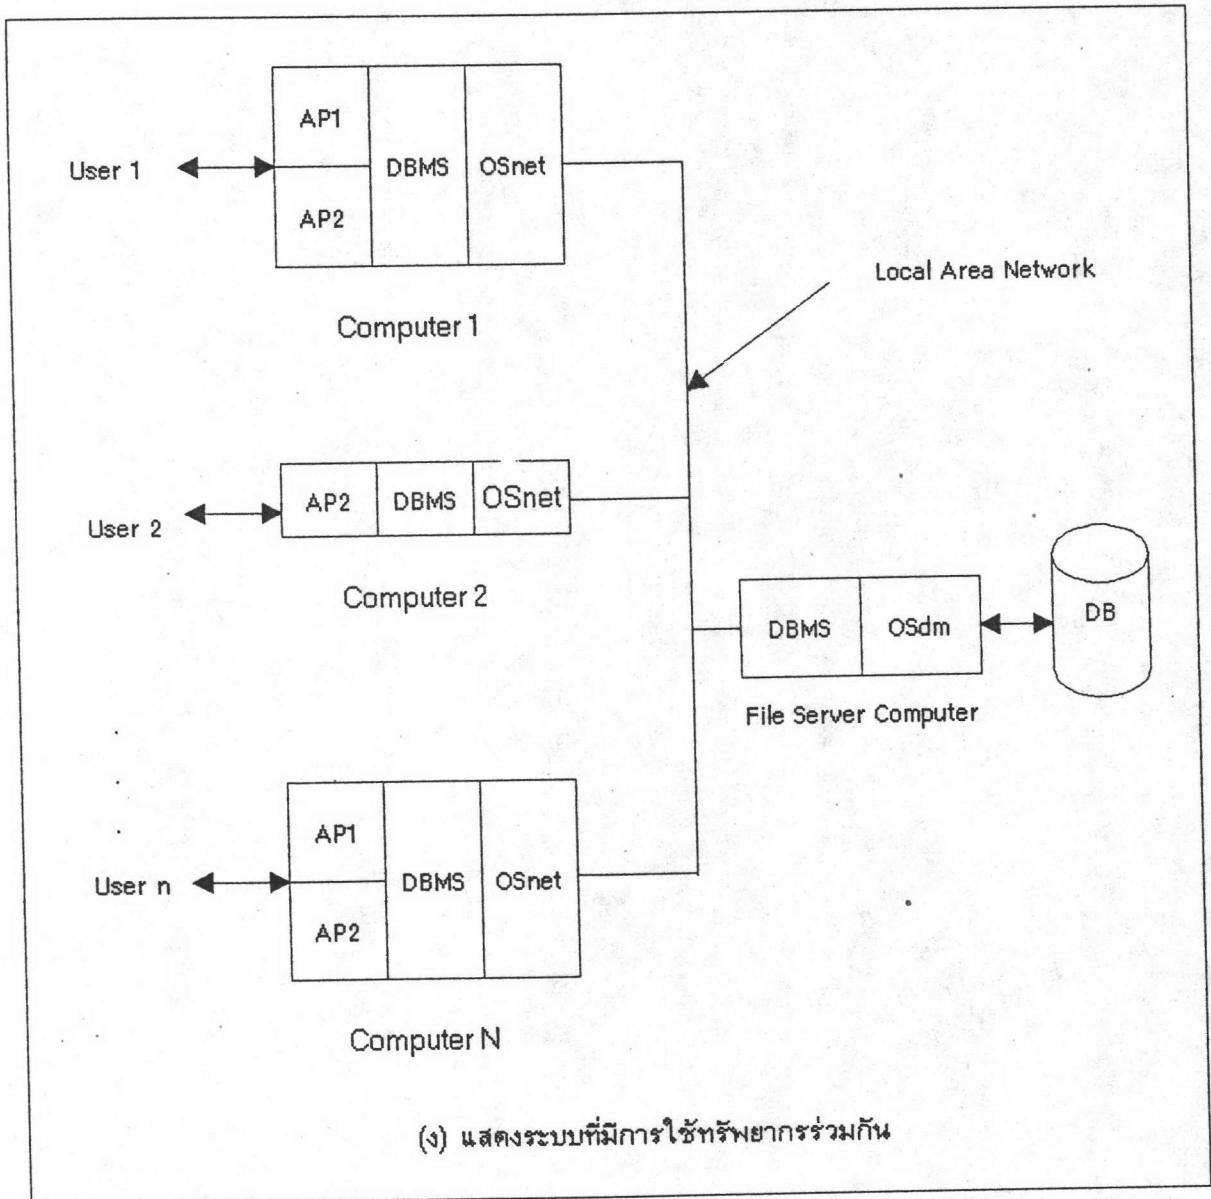 AP1
User 1
DBMS
OSnet
AP2
Computer 1
Local Area Network
User 2
AP2
DBMS
OSnet
Computer 2
DBMS
OSdm
DB
File Server Computer
AP1
User n
DBMS
OSnet
AP2
Computer N
(ง) แสดงระบบที่มีการใช้ทรัพยากรร่วมกัน